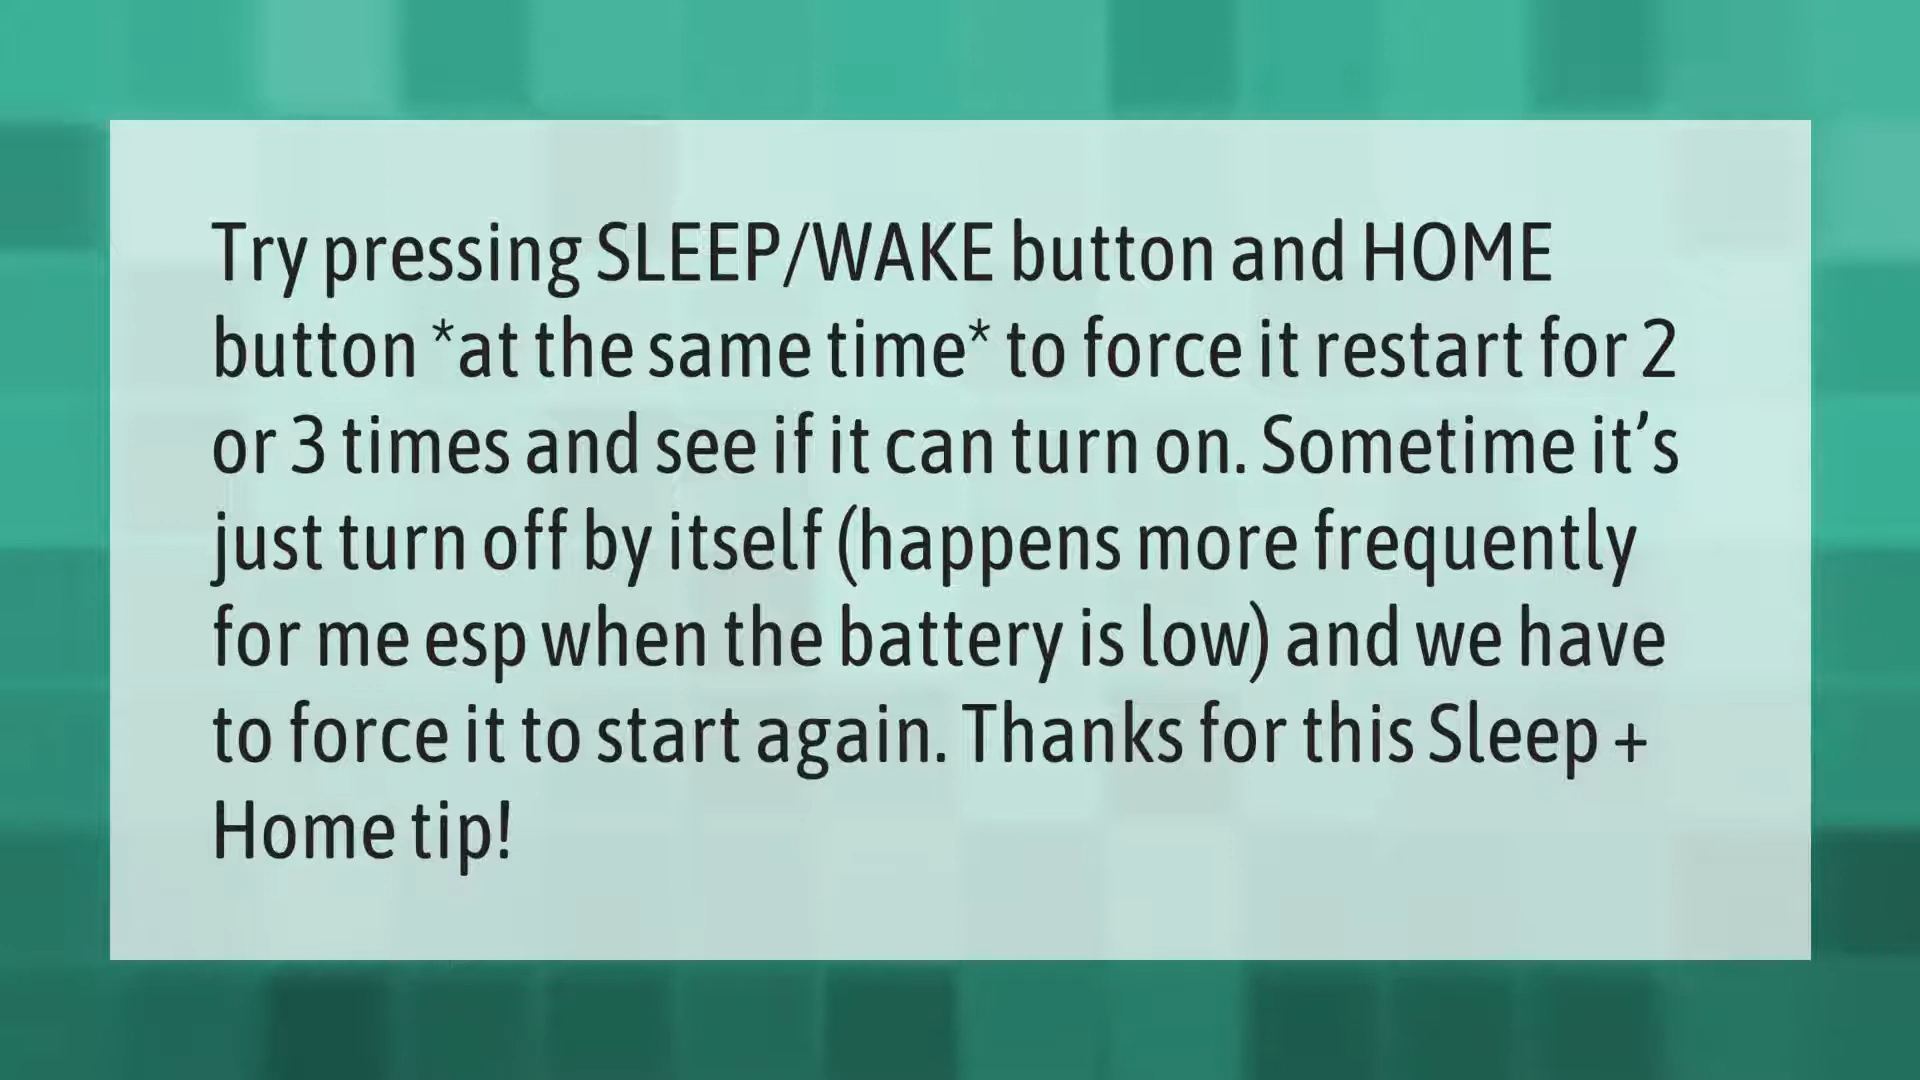 Try pressing SLEEP/WAKE button and HOME
button *at the same time* to force it restart for 2
or 3 times and see if it can turn on. Sometime it’s
just turn off by itself (happens more frequently
for me esp when the battery is low) and we have
to force it to start again. Thanks for this Sleep +
Home tip!